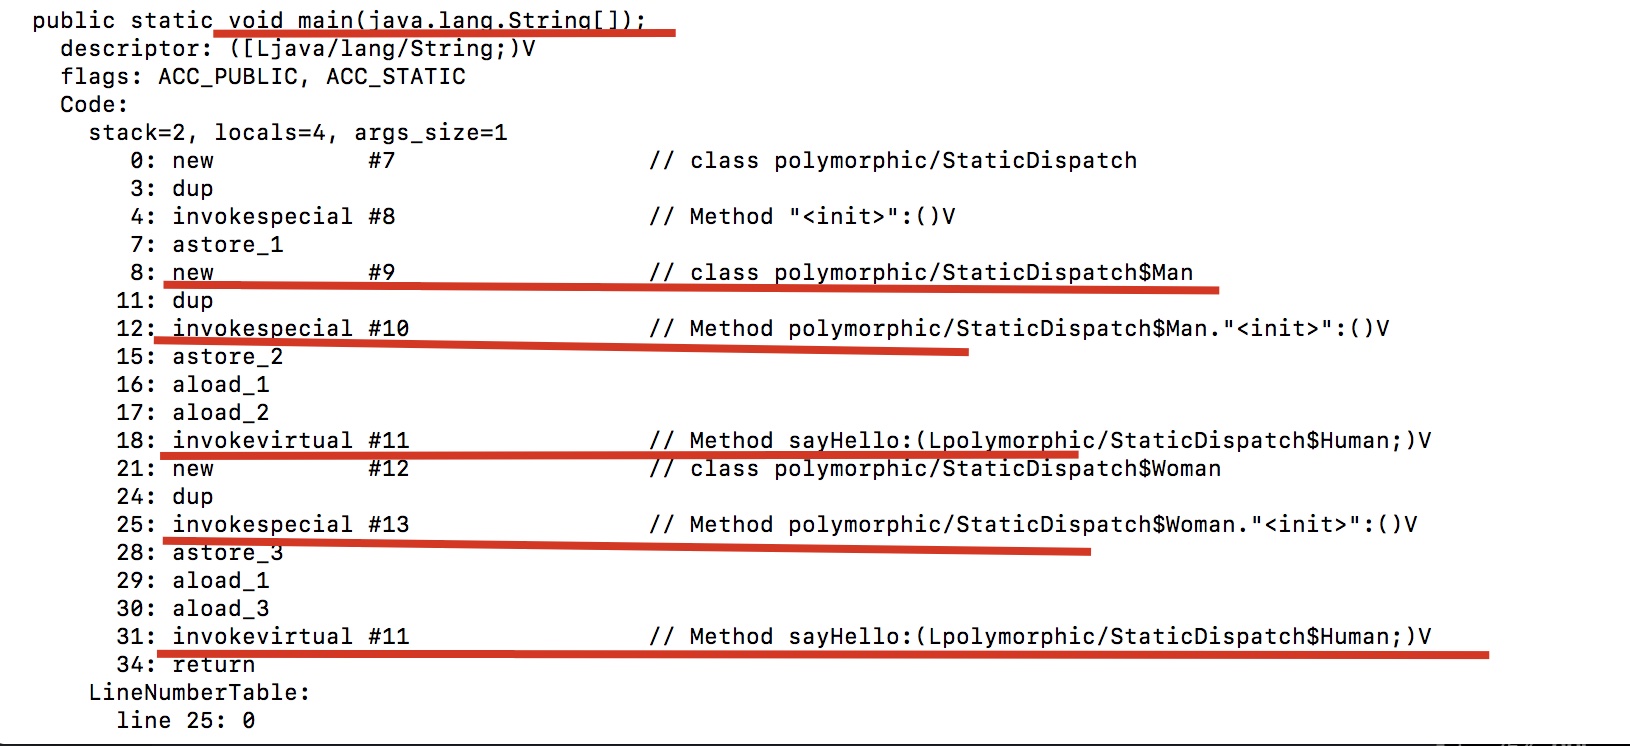 public static void main(java.lang.String[]);
descriptor: ([Ljava/lang/String;)V
flags: ACC_PUBLIC, ACC_STATIC
Code:
stack=2, locals=4, args_size=1
0: new #7 // class polymorphic/StaticDispatch
3: dup
4: invokespecial #8 // Method "<init>":()V
7: astore_1
8: new #9 // class polymorphic/StaticDispatch$Man
11: dup
12: invokespecial #10 // Method polymorphic/StaticDispatch$Man."<init>":()V
15: astore_2
16: aload_1
17: aload_2
18: invokevirtual #11 // Method sayHello:(Lpolymorphic/StaticDispatch$Human;)V
21: new #12 // class polymorphic/StaticDispatch$Woman
24: dup
25: invokespecial #13 // Method polymorphic/StaticDispatch$Woman."<init>":()V
28: astore_3
29: aload_1
30: aload_3
31: invokevirtual #11 // Method sayHello:(Lpolymorphic/StaticDispatch$Human;)V
34: return
LineNumberTable:
line 25: 0